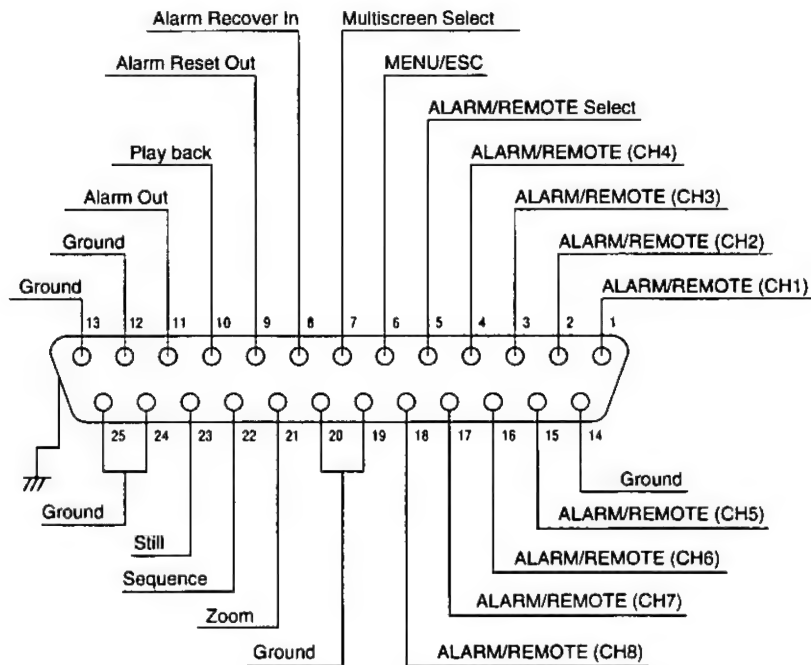 Alarm Recover In
Multiscreen Select
Alarm Reset Out
MENU/ESC
ALARM/REMOTE Select
Play back
ALARM/REMOTE (CH4)
Alarm Out
ALARM/REMOTE (CH3)
Ground
ALARM/REMOTE (CH2)
Ground
ALARM/REMOTE (CH1)
13 12 11 10 9 8 7 6 5 4 3 2 1
25 24 23 22 21 20 19 18 17 16 15 14
Ground
Ground
ALARM/REMOTE (CH5)
Still
ALARM/REMOTE (CH6)
Sequence
ALARM/REMOTE (CH7)
Zoom
Ground
ALARM/REMOTE (CH8)